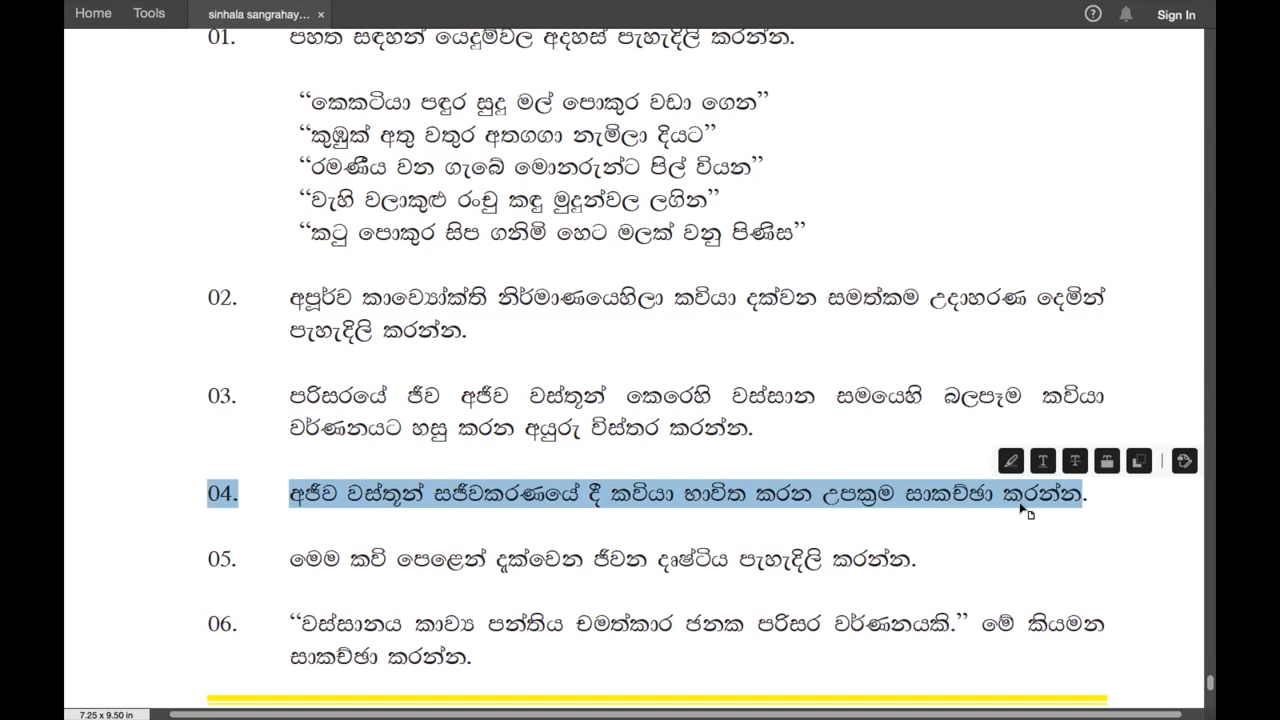 Home Tools sinhala sangrahay... × Sign In
01. පහත සඳහන් යෙදුම්වල අදහස් පැහැදිලි කරන්න.
“කෙකටියා පඳුර සුදු මල් පොකුර වඩා ගෙන”
“කුඹුක් අතු වතුර අතගගා නැමිලා දියට”
“රමණීය වන ගැබේ මොනරුන්ට පිල් වියන”
“වැහි වලාකුළු රංචු කඳු මුදුන්වල ලගින”
“කටු පොකුර සිප ගනිමි හෙට මලක් වනු පිණිස”
02. අපූර්ව කාව්‍යෝක්ති නිර්මාණයෙහිලා කවියා දක්වන සමත්කම උදාහරණ දෙමින්
පැහැදිලි කරන්න.
03. පරිසරයේ ජීව අජීව වස්තූන් කෙරෙහි වස්සාන සමයෙහි බලපෑම කවියා
වර්ණනයට හසු කරන අයුරු විස්තර කරන්න.
04. අජීව වස්තූන් සජීවකරණයේ දී කවියා භාවිත කරන උපක්‍රම සාකච්ඡා කරන්න.
05. මෙම කවි පෙළෙන් දැක්වෙන ජීවන දෘෂ්ටිය පැහැදිලි කරන්න.
06. “වස්සානය කාව්‍ය පන්තිය චමත්කාර ජනක පරිසර වර්ණනයකි.” මේ කියමන
සාකච්ඡා කරන්න.
7.25 x 9.50 in